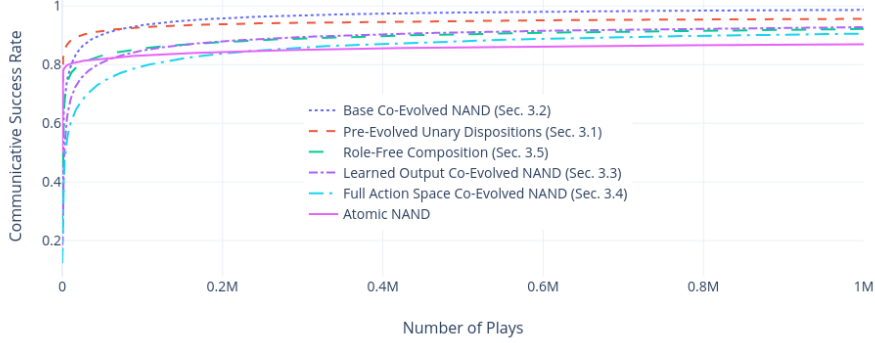 1
0.8
0.6
0.4
0.2
Communicative Success Rate
Base Co-Evolved NAND (Sec. 3.2)
Pre-Evolved Unary Dispositions (Sec. 3.1)
Role-Free Composition (Sec. 3.5)
Learned Output Co-Evolved NAND (Sec. 3.3)
Full Action Space Co-Evolved NAND (Sec. 3.4)
Atomic NAND
0 0.2M 0.4M 0.6M 0.8M 1M
Number of Plays